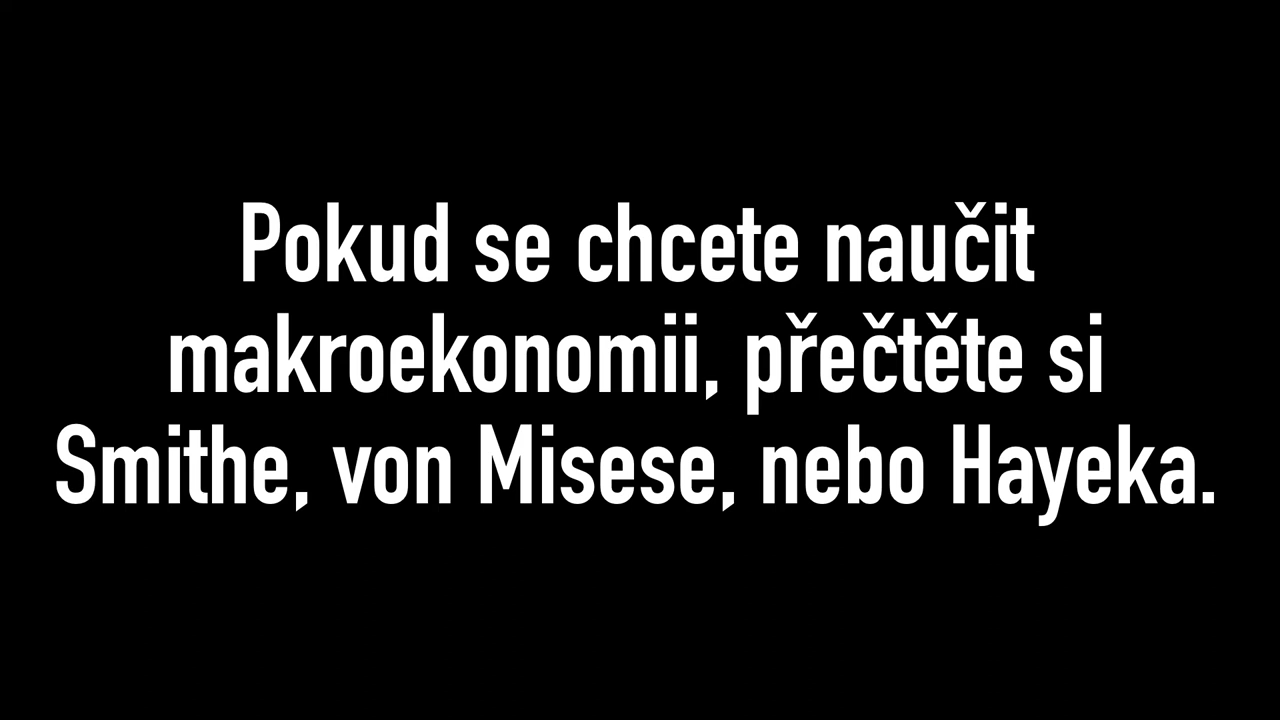 Pokud se chcete naučit
makroekonomii, přečtěte si
Smithe, von Misese, nebo Hayeka.